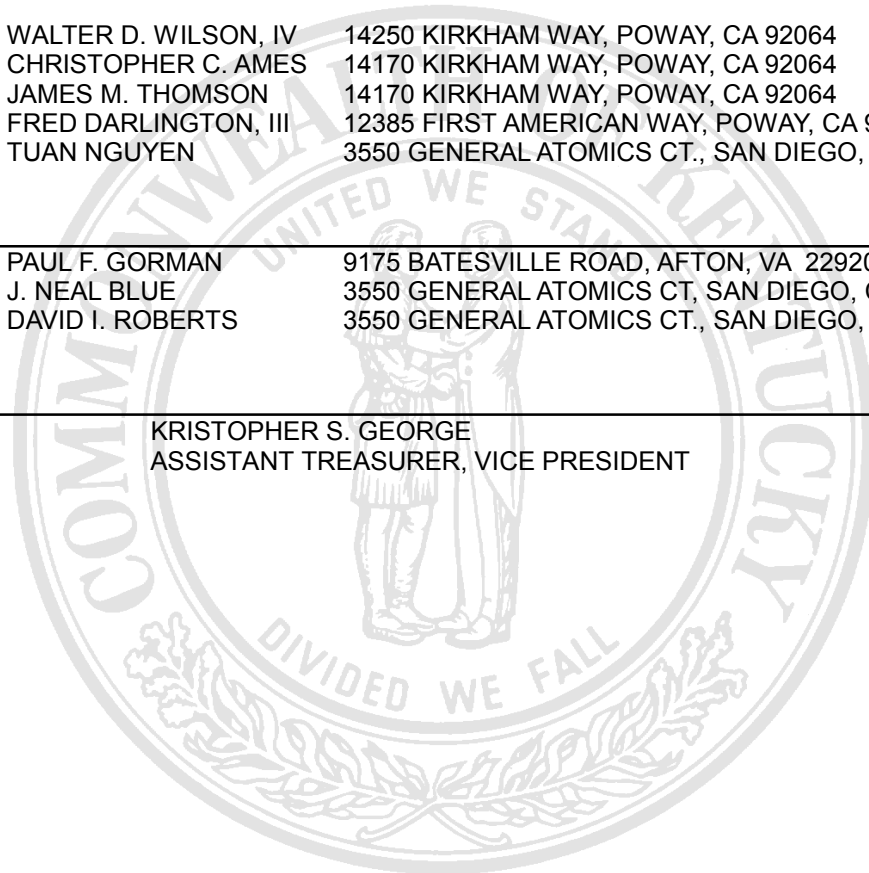 WALTER D. WILSON, IV 14250 KIRKHAM WAY, POWAY, CA 92064
CHRISTOPHER C. AMES 14170 KIRKHAM WAY, POWAY, CA 92064
JAMES M. THOMSON 14170 KIRKHAM WAY, POWAY, CA 92064
FRED DARLINGTON, III 12385 FIRST AMERICAN WAY, POWAY, CA
TUAN NGUYEN 3550 GENERAL ATOMICS CT., SAN DIEGO,
PAUL F. GORMAN 9175 BATESVILLE ROAD, AFTON, VA 22920
J. NEAL BLUE 3550 GENERAL ATOMICS CT, SAN DIEGO,
DAVID I. ROBERTS 3550 GENERAL ATOMICS CT., SAN DIEGO,
KRISTOPHER S. GEORGE
ASSISTANT TREASURER, VICE PRESIDENT
COMMONWEALTH OF KENTUCKY
UNITED WE STAND
DIVIDED WE FALL